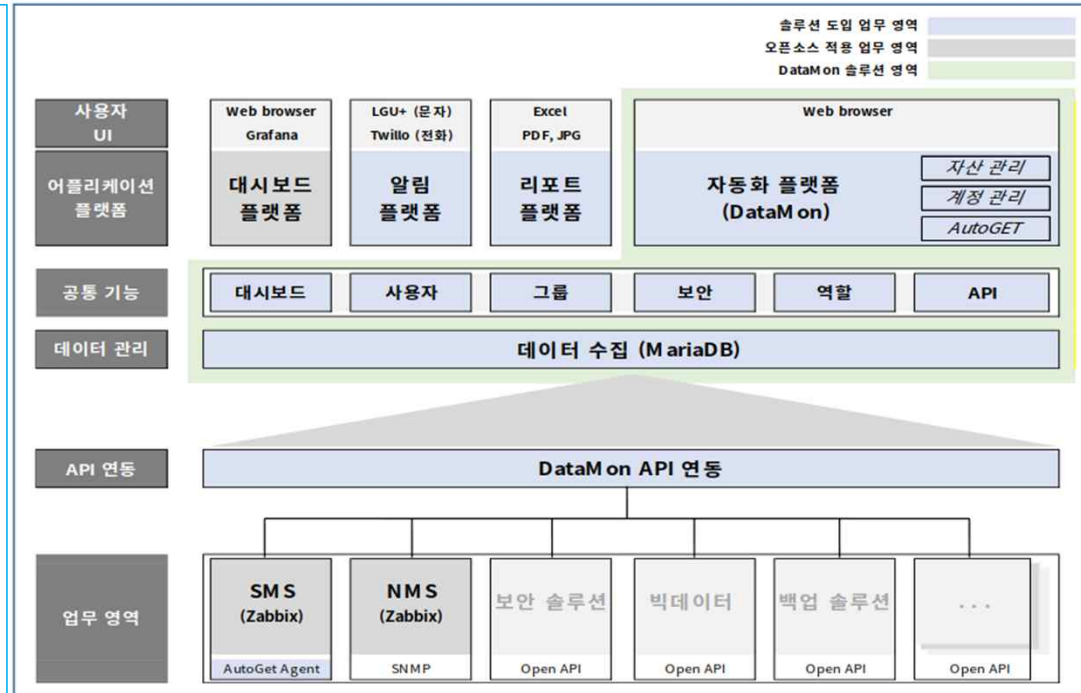 솔루션 도입 업무 영역
오픈소스 적용 업무 영역
DataMon 솔루션 영역
사용자
UI
Web browser
Grafana
LGU+ (문자)
Twillo (전화)
Excel
PDF, JPG
Web browser
어플리케이션
플랫폼
대시보드
플랫폼
알림
플랫폼
리포트
플랫폼
자동화 플랫폼
(DataMon)
자산 관리
계정 관리
AutoGET
공통 기능
대시보드
사용자
그룹
보안
역할
API
데이터 관리
데이터 수집 (MariaDB)
API 연동
DataMon API 연동
업무 영역
SMS
(Zabbix)
AutoGet Agent
NMS
(Zabbix)
SNMP
보안 솔루션
Open API
빅데이터
Open API
백업 솔루션
Open API
...
Open API